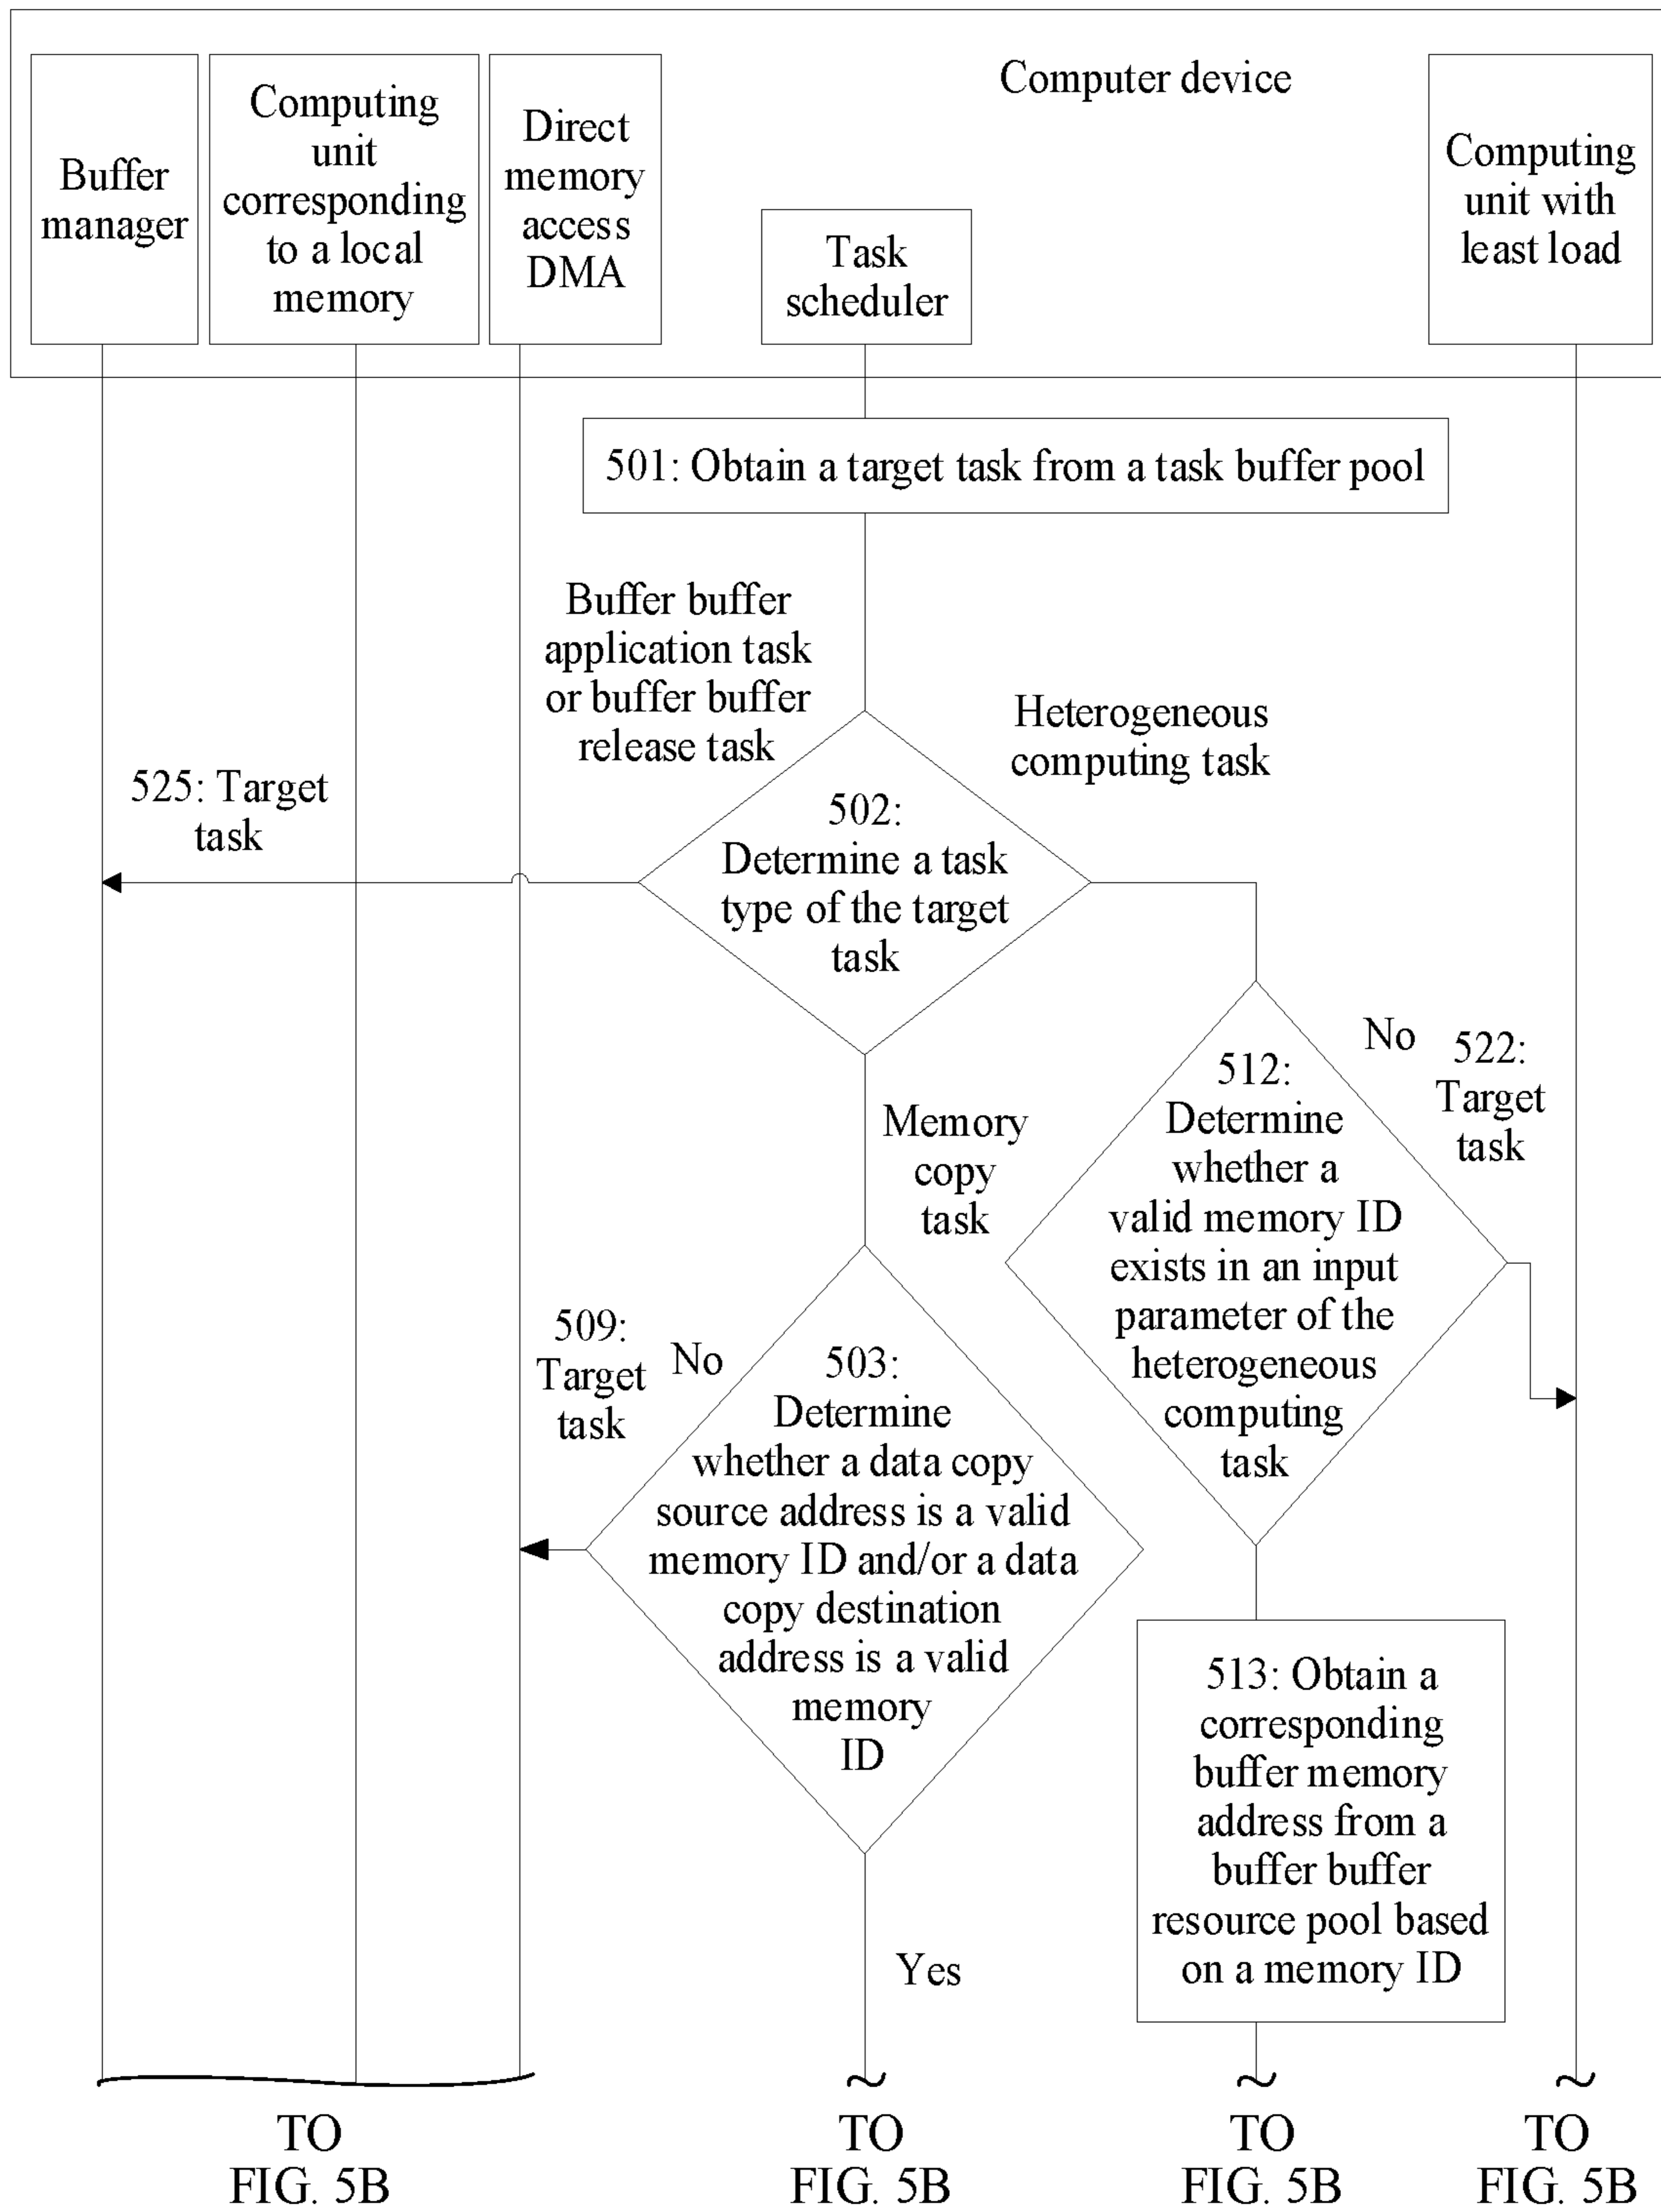 Computer device
Buffer
manager
Computing
unit
corresponding
to a local
memory
Direct
memory
access
DMA
Task
scheduler
Computing
unit with
least load
501: Obtain a target task from a task buffer pool
Buffer buffer
application task
or buffer buffer
release task
Heterogeneous
computing task
525: Target
task
502:
Determine a task
type of the target
task
No
522:
Target
task
512:
Determine
whether a
valid memory ID
exists in an input
parameter of the
heterogeneous
computing
task
Memory
copy
task
509:
Target
task
No
503:
Determine
whether a data copy
source address is a valid
memory ID and/or a data
copy destination
address is a valid
memory
ID
513: Obtain a
corresponding
buffer memory
address from a
buffer buffer
resource pool based
on a memory ID
Yes
TO
FIG. 5B
TO
FIG. 5B
TO
FIG. 5B
TO
FIG. 5B